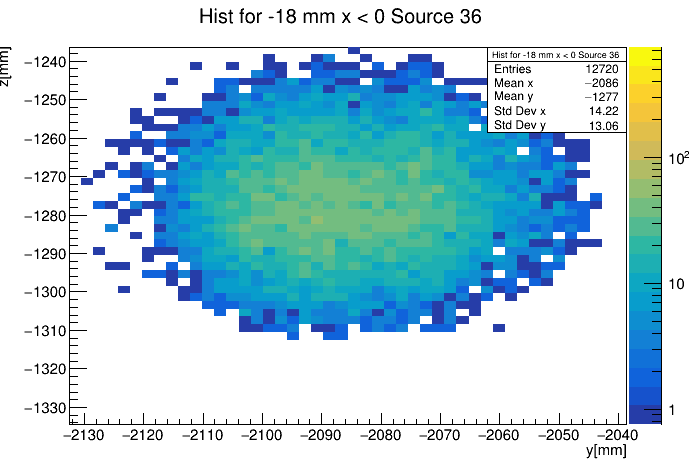 Hist for -18 mm x < 0 Source 36
z[mm]
Hist for -18 mm x < 0 Source 36
Entries 12720
Mean x −2086
Mean y −1277
Std Dev x 14.22
Std Dev y 13.06
−1240
−1250
−1260
−1270
−1280
−1290
−1300
−1310
−1320
−1330
10²
10
1
−2130 −2120 −2110 −2100 −2090 −2080 −2070 −2060 −2050 −2040
y[mm]